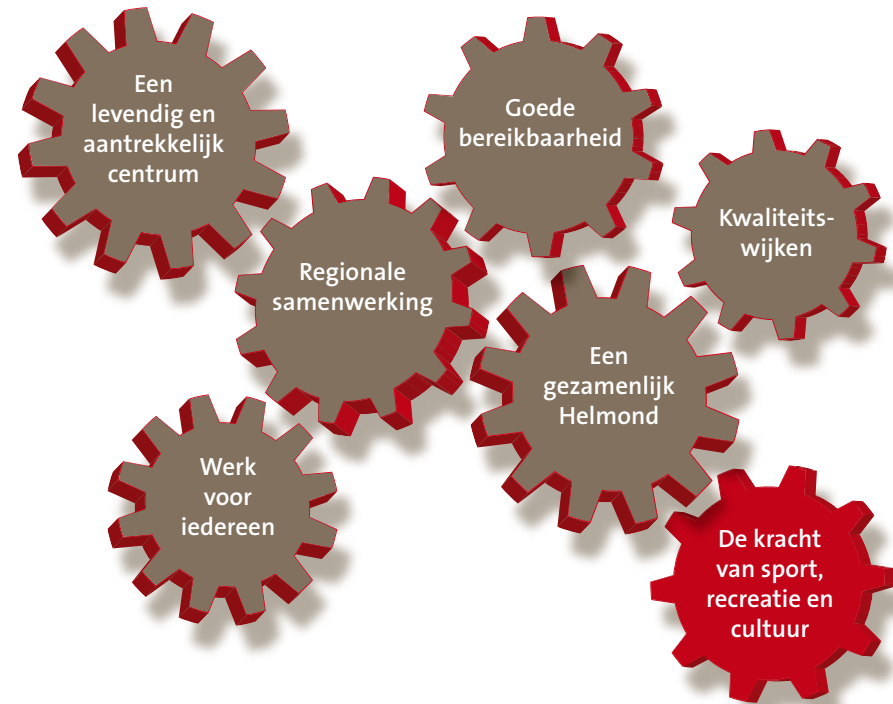 Een
levendig en
aantrekkelijk
centrum
Goede
bereikbaarheid
Kwaliteits-
wijken
Regionale
samenwerking
Een
gezamenlijk
Helmond
Werk
voor
iedereen
De kracht
van sport,
recreatie en
cultuur